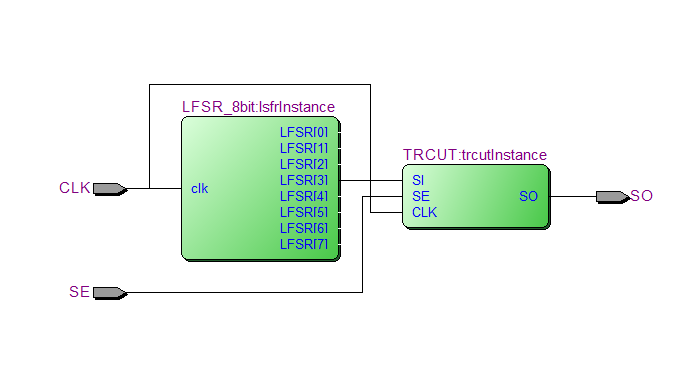 LFSR_8bit:lsfrInstance
LFSR[0]
LFSR[1]
LFSR[2]
LFSR[3]
LFSR[4]
LFSR[5]
LFSR[6]
LFSR[7]
clk
CLK
SE
TRCUT:trcutInstance
SI
SE
CLK
SO
SO